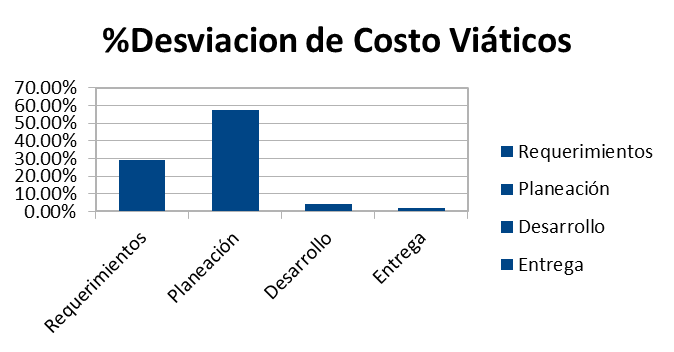 %Desviacion de Costo Viáticos
70.00%
60.00%
50.00%
40.00%
30.00%
20.00%
10.00%
0.00%
Requerimientos
Planeación
Desarrollo
Entrega
Requerimientos
Planeación
Desarrollo
Entrega